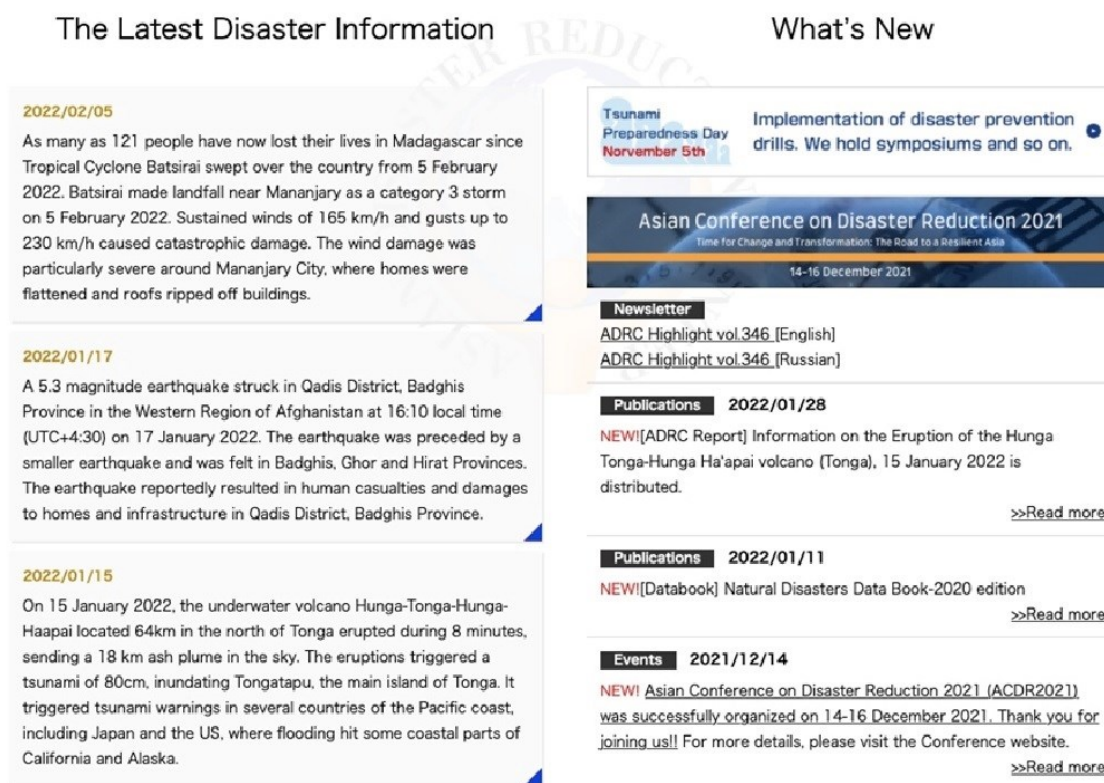 The Latest Disaster Information
2022/02/05
As many as 121 people have now lost their lives in Madagascar since
Tropical Cyclone Batsirai swept over the country from 5 February
2022. Batsirai made landfall near Mananjary as a category 3 storm
on 5 February 2022. Sustained winds of 165 km/h and gusts up to
230 km/h caused catastrophic damage. The wind damage was
particularly severe around Mananjary City, where homes were
flattened and roofs ripped off buildings.
2022/01/17
A 5.3 magnitude earthquake struck in Qadis District, Badghis
Province in the Western Region of Afghanistan at 16:10 local time
(UTC+4:30) on 17 January 2022. The earthquake was preceded by a
smaller earthquake and was felt in Badghis, Ghor and Hirat Provinces.
The earthquake reportedly resulted in human casualties and damages
to homes and infrastructure in Qadis District, Badghis Province.
2022/01/15
On 15 January 2022, the underwater volcano Hunga-Tonga-Hunga-
Haapai located 64km in the north of Tonga erupted during 8 minutes,
sending a 18 km ash plume in the sky. The eruptions triggered a
tsunami of 80cm, inundating Tongatapu, the main island of Tonga. It
triggered tsunami warnings in several countries of the Pacific coast,
including Japan and the US, where flooding hit some coastal parts of
California and Alaska.
What's New
Tsunami
Preparedness Day
Norvember 5th
Implementation of disaster prevention
drills. We hold symposiums and so on.
Asian Conference on Disaster Reduction 2021
Time for Change and Transformation: The Road to a Resilient Asia
14-16 December 2021
Newsletter
ADRC Highlight vol.346 [English]
ADRC Highlight vol.346 [Russian]
Publications 2022/01/28
NEW![ADRC Report] Information on the Eruption of the Hunga
Tonga-Hunga Ha'apai volcano (Tonga), 15 January 2022 is
distributed.
>>Read more
Publications 2022/01/11
NEW![Databook] Natural Disasters Data Book-2020 edition
>>Read more
Events 2021/12/14
NEW! Asian Conference on Disaster Reduction 2021 (ACDR2021)
was successfully organized on 14-16 December 2021. Thank you for
joining us!! For more details, please visit the Conference website.
>>Read more